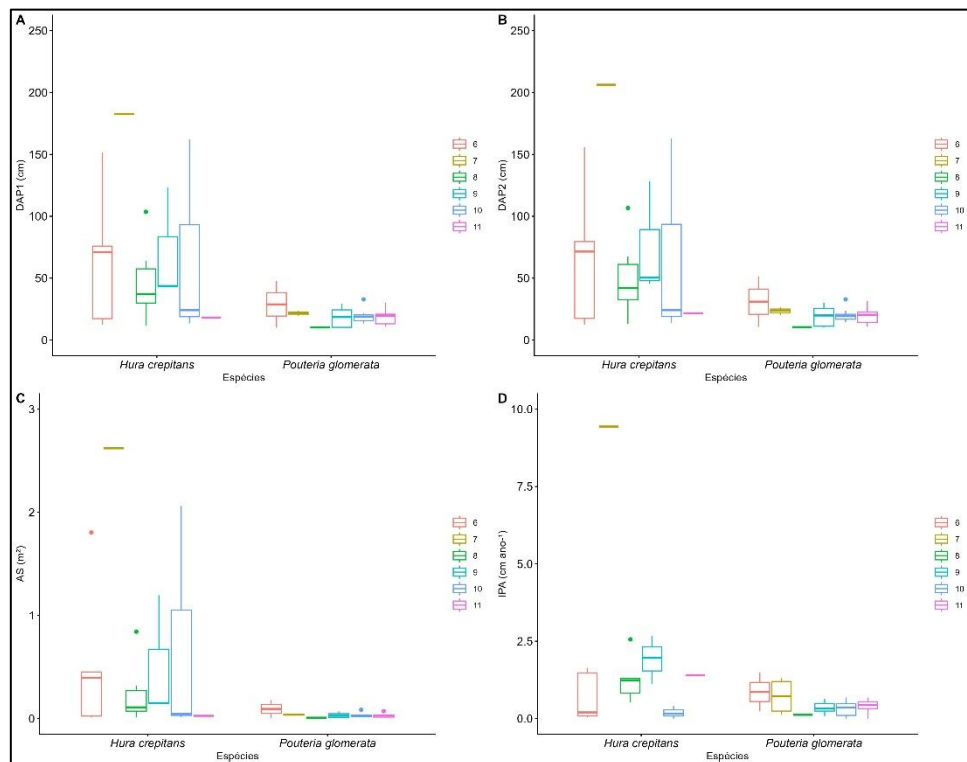 A
250
200
150
100
50
0
DAP1 (cm)
Hura crepitans
Pouteria glomerata
Espécies
6
7
8
9
10
11
B
250
200
150
100
50
0
DAP2 (cm)
Hura crepitans
Pouteria glomerata
Espécies
6
7
8
9
10
11
C
3
2
1
0
AS (m²)
Hura crepitans
Pouteria glomerata
Espécies
6
7
8
9
10
11
D
10.0
7.5
5.0
2.5
0.0
IPA (cm ano⁻¹)
Hura crepitans
Pouteria glomerata
Espécies
6
7
8
9
10
11